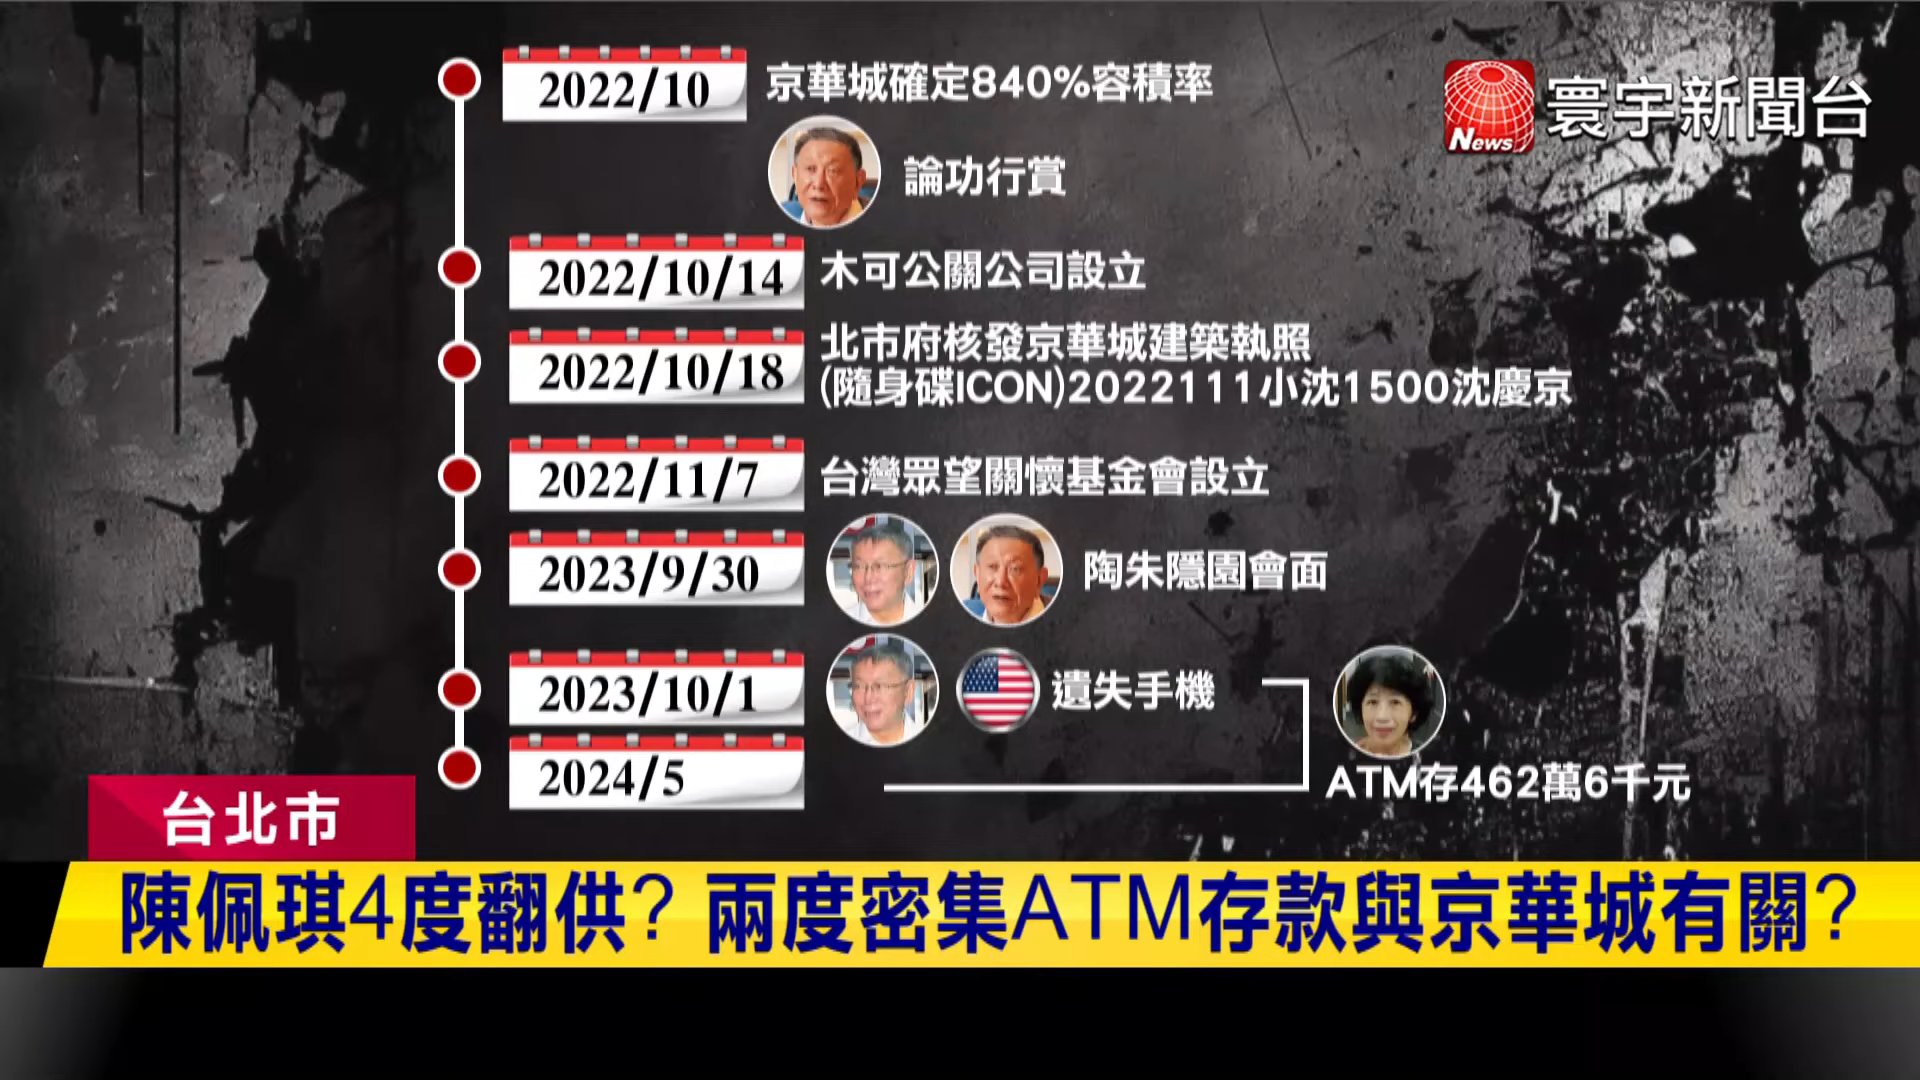 2022/10 京華城確定840%容積率
論功行賞
2022/10/14 木可公關公司設立
2022/10/18 北市府核發京華城建築執照
(隨身碟ICON)2022111小沈1500沈慶京
2022/11/7 台灣眾望關懷基金會設立
2023/9/30 陶朱隱園會面
2023/10/1 遺失手機
2024/5 ATM存462萬6千元
News 寰宇新聞台
台北市
陳佩琪4度翻供? 兩度密集ATM存款與京華城有關?